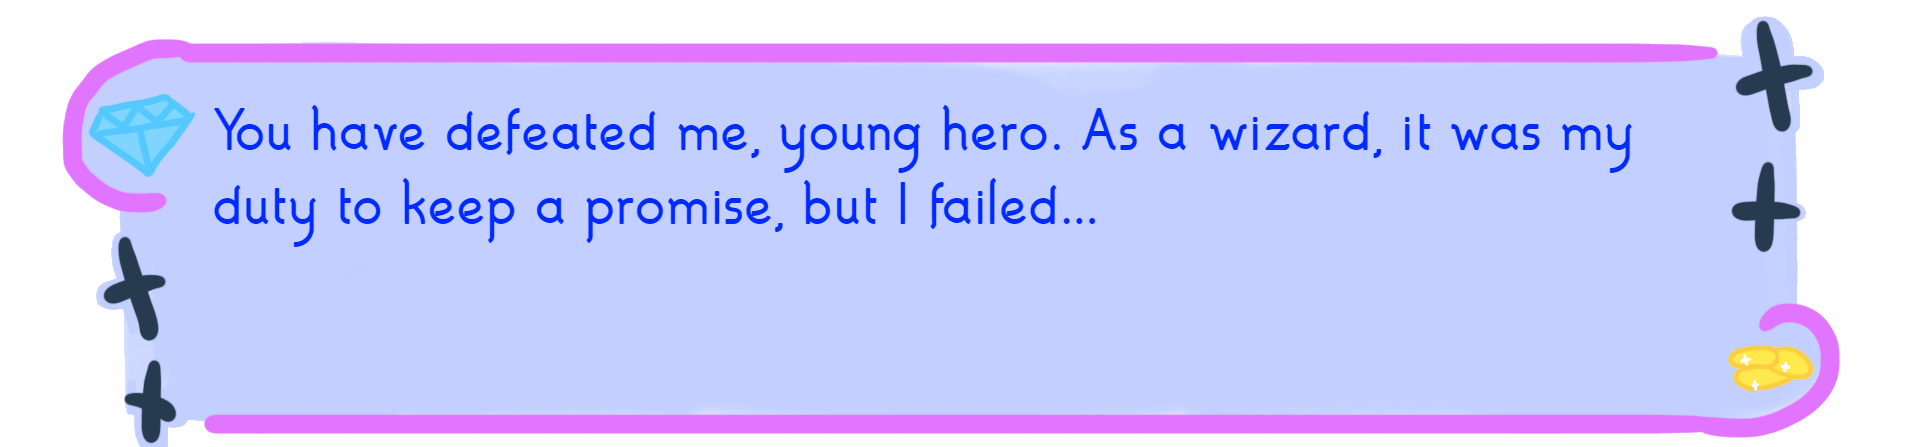 You have defeated me, young hero. As a wizard, it was my
duty to keep a promise, but I failed...